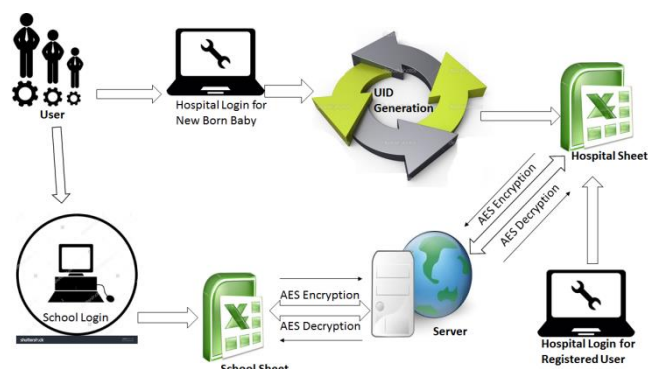 User
Hospital Login for
New Born Baby
UID
Generation
Hospital Sheet
AES Encryption
AES Decryption
School Login
AES Encryption
AES Decryption
School Sheet
Server
Hospital Login for
Registered User